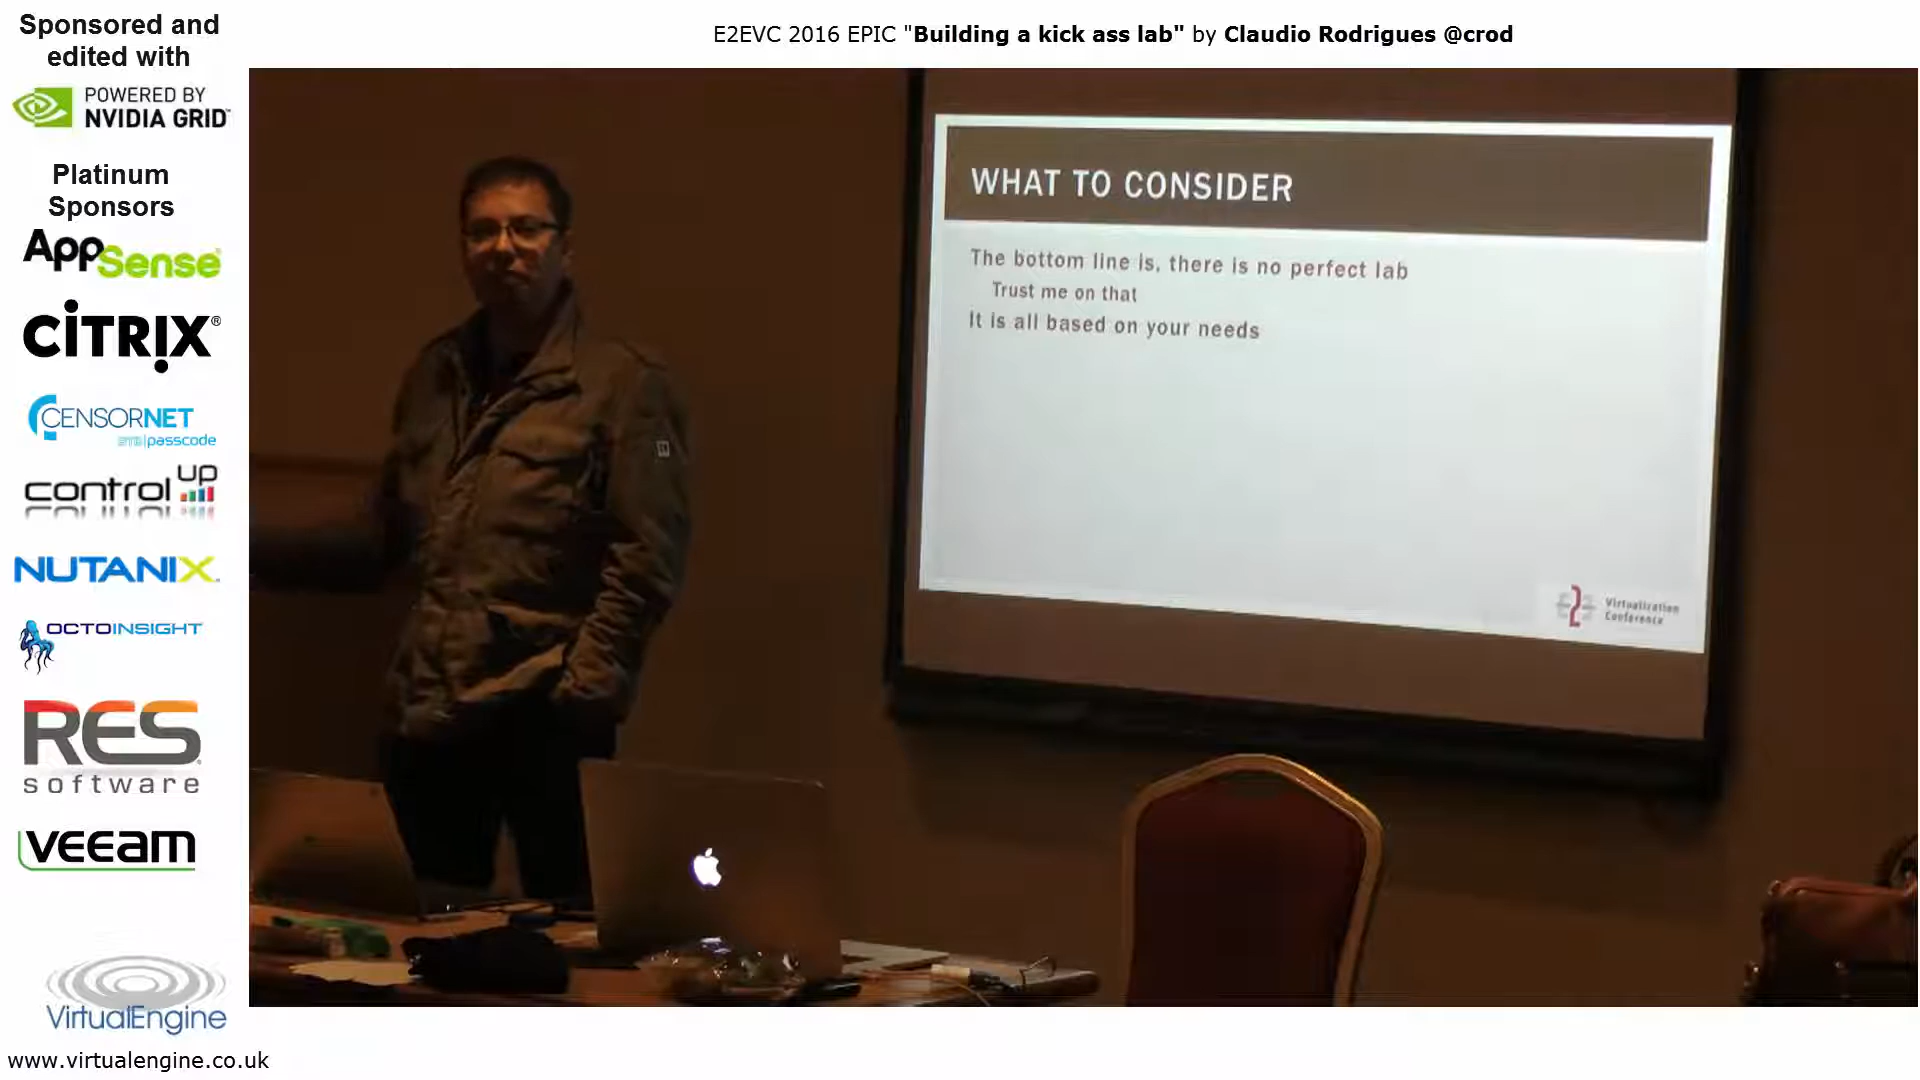 Sponsored and
edited with
POWERED BY
NVIDIA GRID™
Platinum
Sponsors
AppSense®
CİTRIX®
CENSORNET
passcode
control UP
NUTANIX
OCTOINSIGHT
RES
software
veeam
VirtualEngine
www.virtualengine.co.uk
E2EVC 2016 EPIC "Building a kick ass lab" by Claudio Rodrigues @crod
WHAT TO CONSIDER
The bottom line is, there is no perfect lab
Trust me on that
It is all based on your needs
Virtualization
Conference